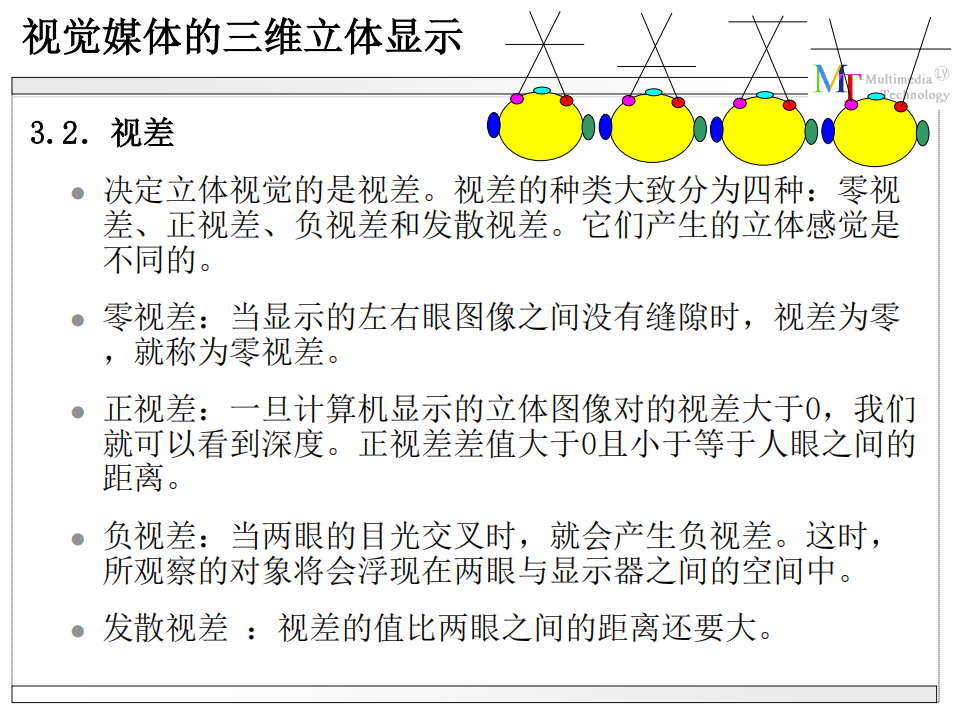 视觉媒体的三维立体显示
MT Multimedia LY
Technology
3.2. 视差
决定立体视觉的是视差。视差的种类大致分为四种：零视
差、正视差、负视差和发散视差。它们产生的立体感觉是
不同的。
零视差：当显示的左右眼图像之间没有缝隙时，视差为零
，就称为零视差。
正视差：一旦计算机显示的立体图像对的视差大于0，我们
就可以看到深度。正视差差值大于0且小于等于人眼之间的
距离。
负视差：当两眼的目光交叉时，就会产生负视差。这时，
所观察的对象将会浮现在两眼与显示器之间的空间中。
发散视差 ：视差的值比两眼之间的距离还要大。